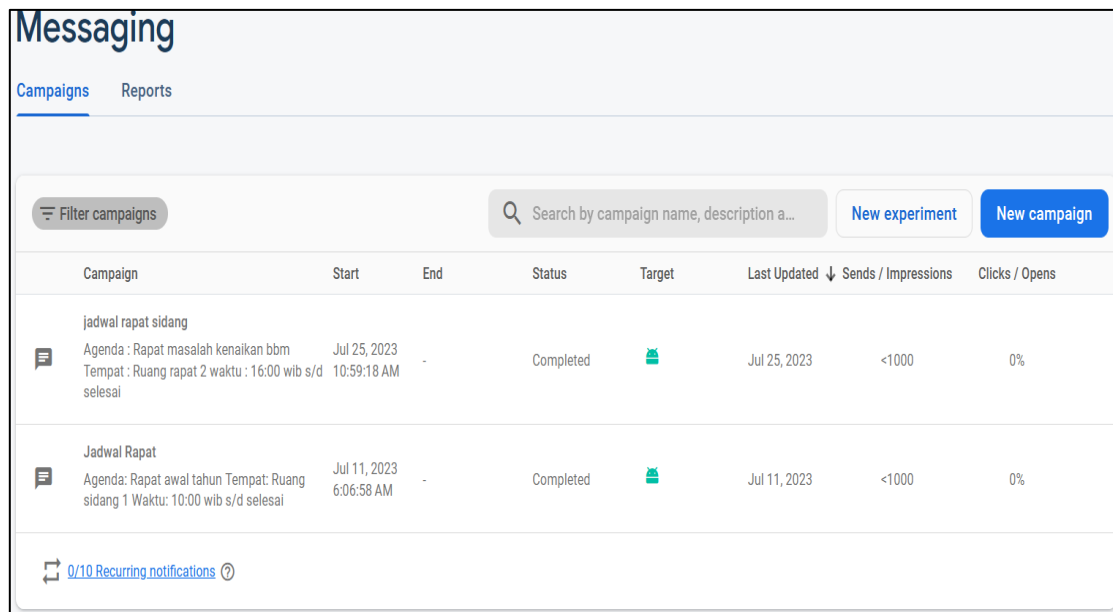 Messaging
Campaigns Reports
Filter campaigns Search by campaign name, description a... New experiment New campaign
Campaign Start End Status Target Last Updated Sends / Impressions Clicks / Opens
jadwal rapat sidang
Agenda : Rapat masalah kenaikan bbm
Tempat : Ruang rapat 2 waktu : 16:00 wib s/d
selesai
Jul 25, 2023
10:59:18 AM
-
Completed
Jul 25, 2023
<1000
0%
Jadwal Rapat
Agenda: Rapat awal tahun Tempat: Ruang
sidang 1 Waktu: 10:00 wib s/d selesai
Jul 11, 2023
6:06:58 AM
-
Completed
Jul 11, 2023
<1000
0%
0/10 Recurring notifications ?